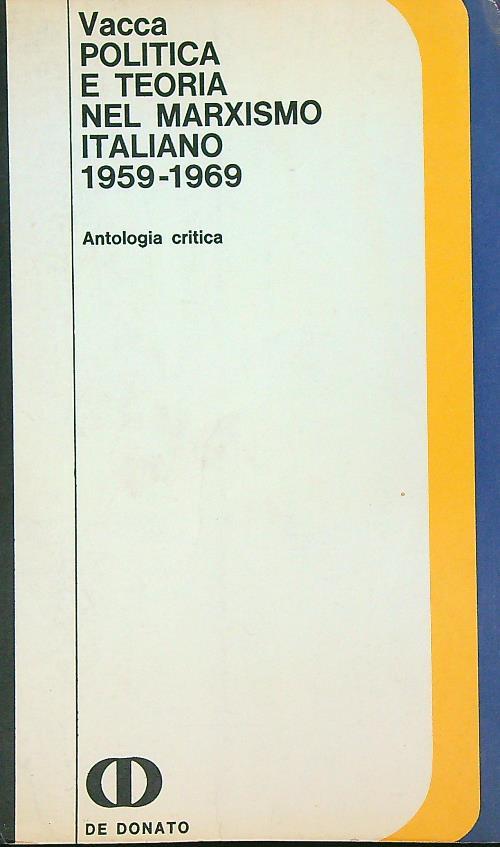 Vacca
POLITICA
E TEORIA
NEL MARXISMO
ITALIANO
1959-1969
Antologia critica
DE DONATO